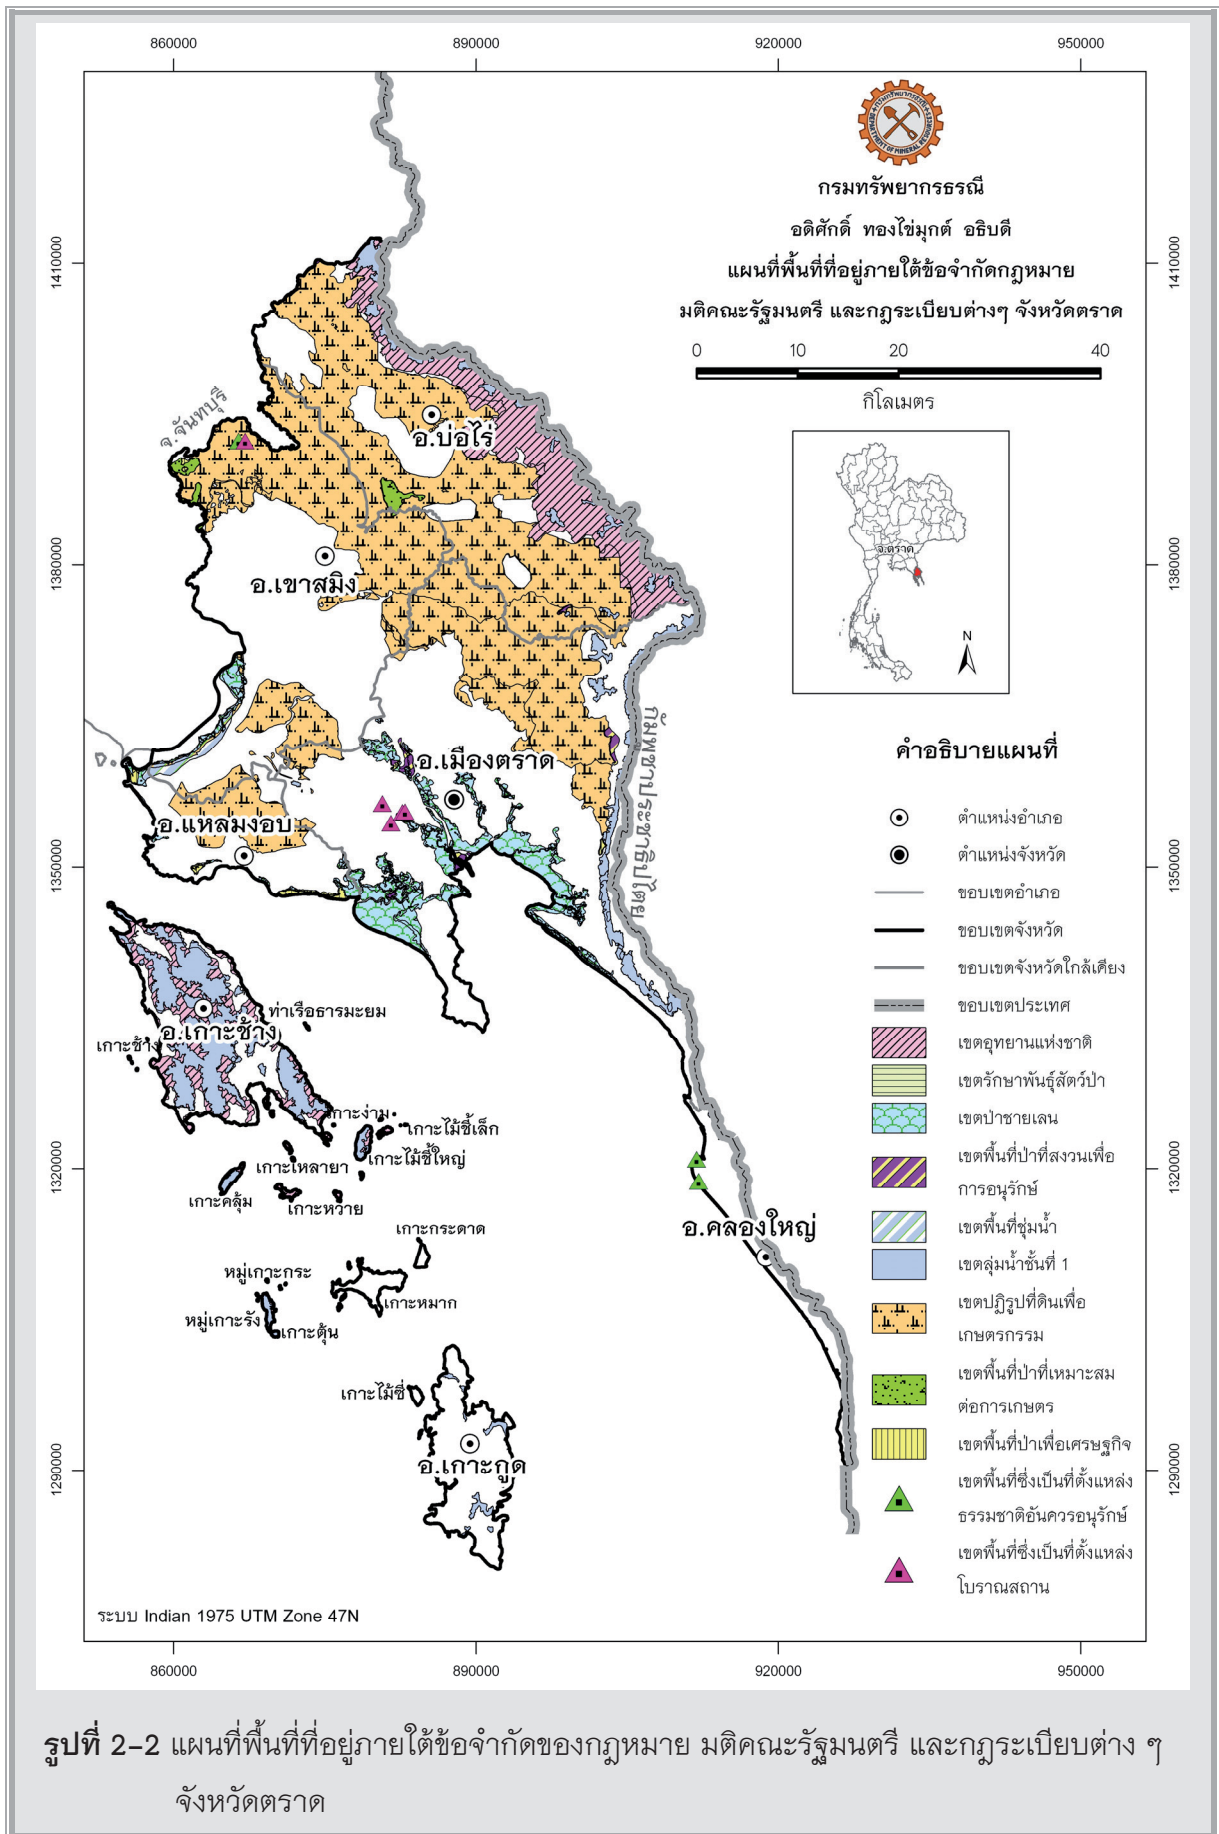 860000 890000 920000 950000
กรมทรัพยากรธรณี
DEPARTMENT OF MINERAL RESOURCES
กรมทรัพยากรธรณี
อดิศักดิ์ ทองไข่มุกต์ อธิบดี
แผนที่พื้นที่ที่อยู่ภายใต้ข้อจำกัดกฎหมาย
มติคณะรัฐมนตรี และกฎระเบียบต่างๆ จังหวัดตราด
0 10 20 40
กิโลเมตร
จ.ตราด
N
1410000
1380000
1350000
1320000
1290000
1410000
1380000
1350000
1320000
1290000
จ.จันทบุรี
อ.บ่อไร่
อ.เขาสมิง
อ.เมืองตราด
อ.แหลมงอบ
กัมพูชาประชาธิปไตย
ท่าเรือธารมะยม
อ.เกาะช้าง
เกาะช้าง
เกาะง่าม
เกาะไม้ซี้เล็ก
เกาะไม้ซี้ใหญ่
เกาะเหลายา
เกาะคลุ้ม
เกาะหวาย
เกาะกระดาด
หมู่เกาะกระ
เกาะหมาก
หมู่เกาะรัง
เกาะตุ้น
เกาะไม้ซี่
อ.เกาะกูด
อ.คลองใหญ่
คำอธิบายแผนที่
ตำแหน่งอำเภอ
ตำแหน่งจังหวัด
ขอบเขตอำเภอ
ขอบเขตจังหวัด
ขอบเขตจังหวัดใกล้เคียง
ขอบเขตประเทศ
เขตอุทยานแห่งชาติ
เขตรักษาพันธุ์สัตว์ป่า
เขตป่าชายเลน
เขตพื้นที่ป่าที่สงวนเพื่อ
การอนุรักษ์
เขตพื้นที่ชุ่มน้ำ
เขตลุ่มน้ำชั้นที่ 1
เขตปฏิรูปที่ดินเพื่อ
เกษตรกรรม
เขตพื้นที่ป่าที่เหมาะสม
ต่อการเกษตร
เขตพื้นที่ป่าเพื่อเศรษฐกิจ
เขตพื้นที่ซึ่งเป็นที่ตั้งแหล่ง
ธรรมชาติอันควรอนุรักษ์
เขตพื้นที่ซึ่งเป็นที่ตั้งแหล่ง
โบราณสถาน
ระบบ Indian 1975 UTM Zone 47N
860000 890000 920000 950000
รูปที่ 2-2 แผนที่พื้นที่ที่อยู่ภายใต้ข้อจำกัดของกฎหมาย มติคณะรัฐมนตรี และกฎระเบียบต่าง ๆ
จังหวัดตราด